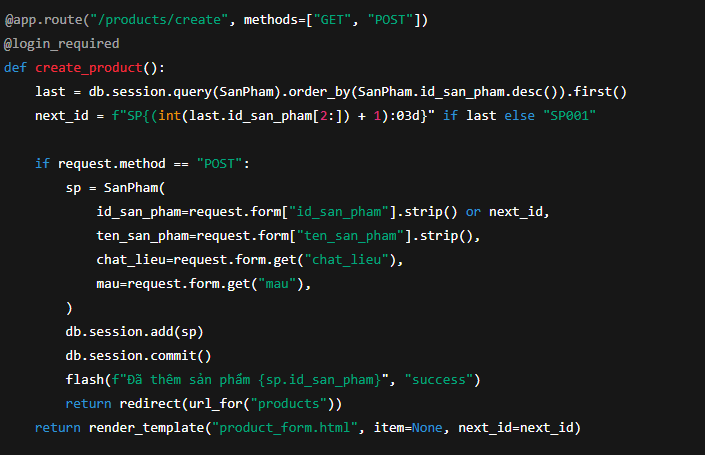 @app.route("/products/create", methods=["GET", "POST"])
@login_required
def create_product():
    last = db.session.query(SanPham).order_by(SanPham.id_san_pham.desc()).first()
    next_id = f"SP{(int(last.id_san_pham[2:]) + 1):03d}" if last else "SP001"

    if request.method == "POST":
        sp = SanPham(
            id_san_pham=request.form["id_san_pham"].strip() or next_id,
            ten_san_pham=request.form["ten_san_pham"].strip(),
            chat_lieu=request.form.get("chat_lieu"),
            mau=request.form.get("mau"),
        )
        db.session.add(sp)
        db.session.commit()
        flash(f"Đã thêm sản phẩm {sp.id_san_pham}", "success")
        return redirect(url_for("products"))
    return render_template("product_form.html", item=None, next_id=next_id)